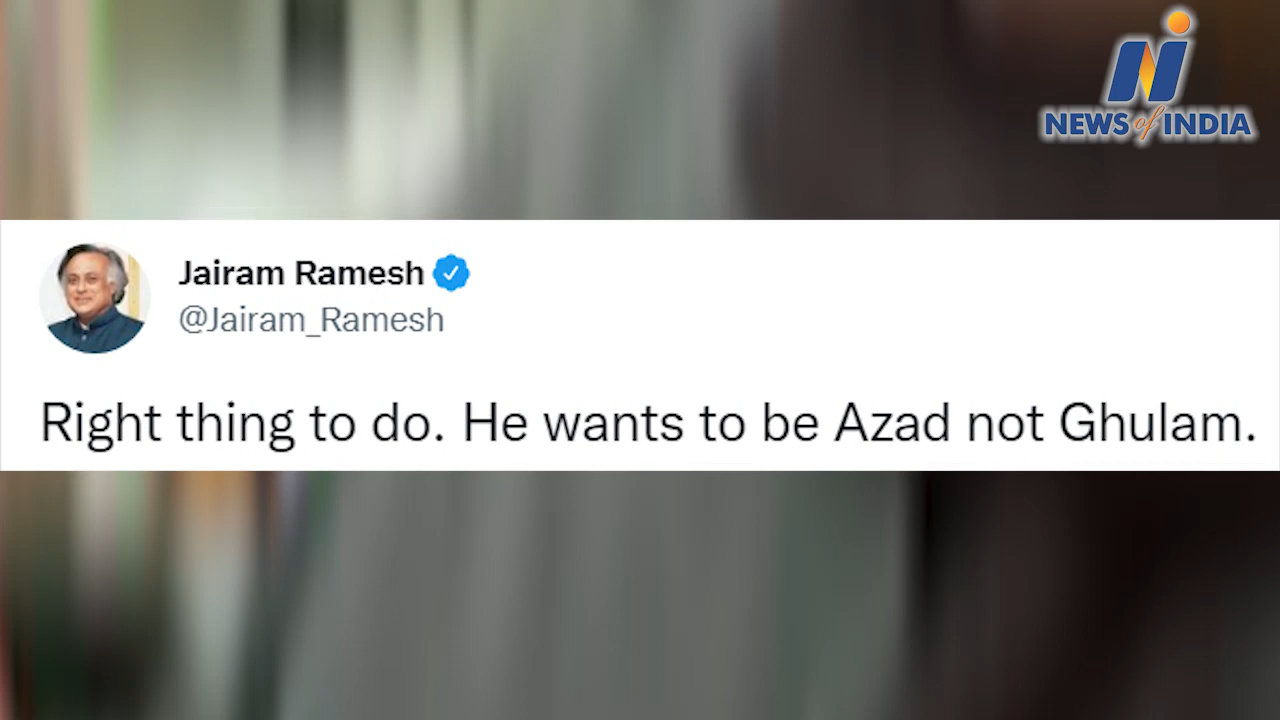 NEWS of INDIA
Jairam Ramesh
@Jairam_Ramesh
Right thing to do. He wants to be Azad not Ghulam.